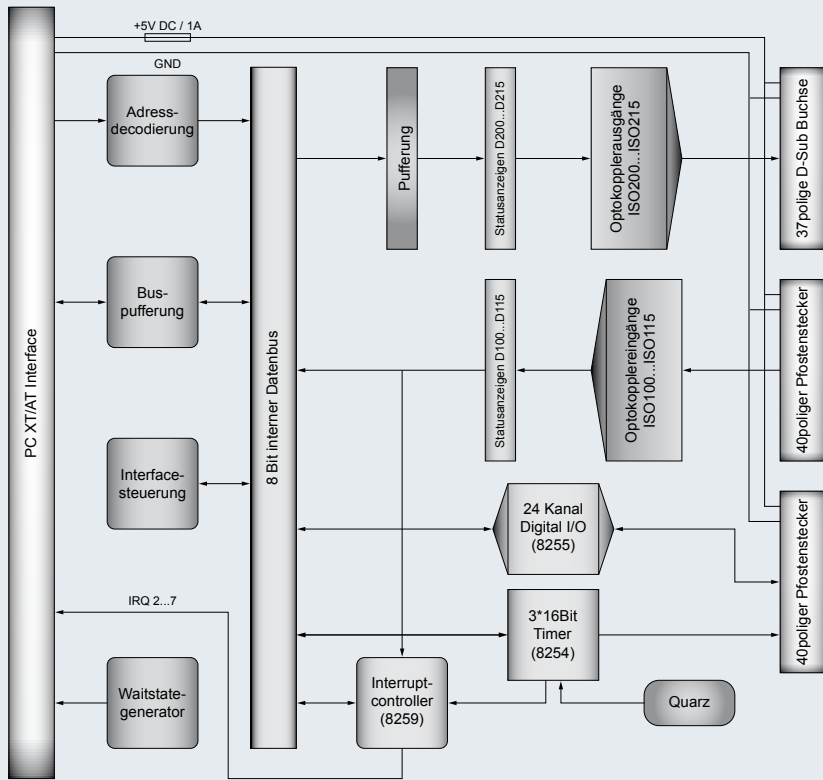 +5V DC / 1A
GND
PC XT/AT Interface
Adress-
decodierung
Bus-
pufferung
Interface-
steuerung
IRQ 2...7
Waitstate-
generator
8 Bit interner Datenbus
Pufferung
Statusanzeigen D200...D215
Optokopplerausgänge
ISO200...ISO215
37polige D-Sub Buchse
Statusanzeigen D100...D115
Optokopplereingänge
ISO100...ISO115
40poliger Pfostenstecker
24 Kanal
Digital I/O
(8255)
3*16Bit
Timer
(8254)
40poliger Pfostenstecker
Interrupt-
controller
(8259)
Quarz